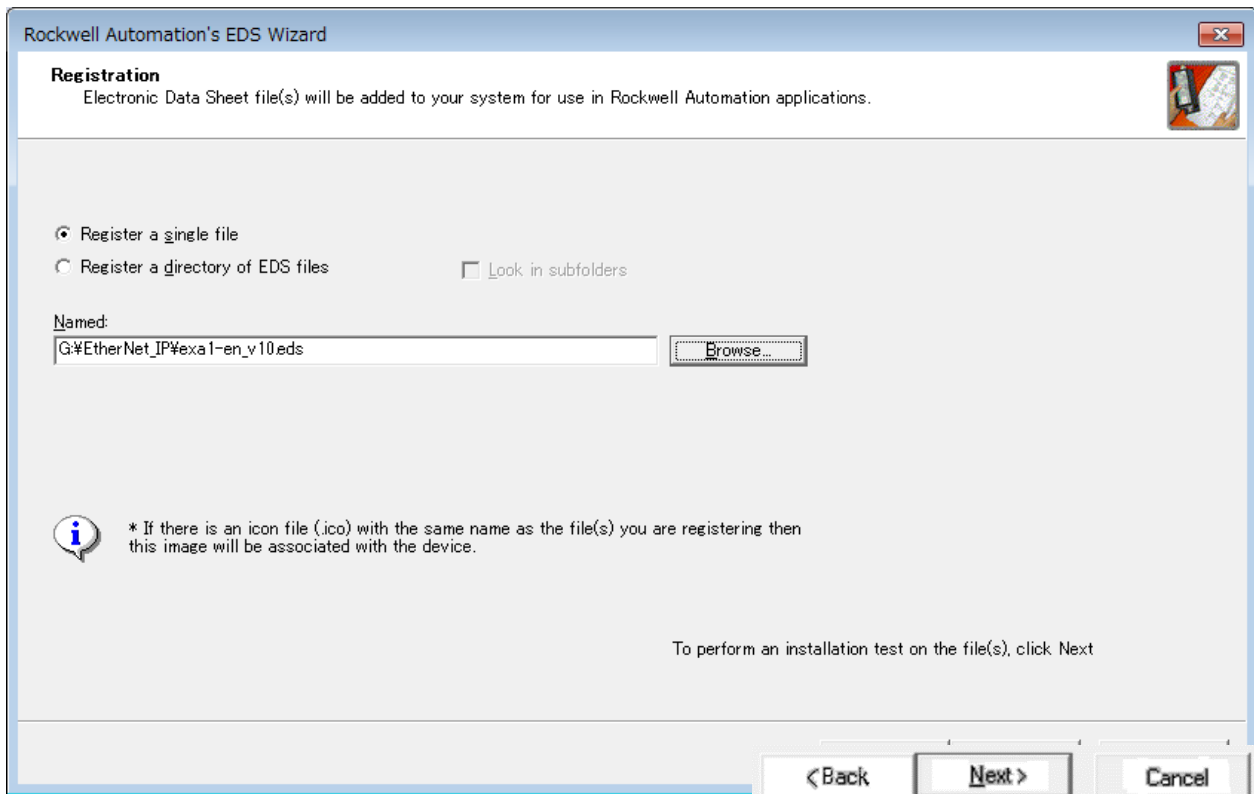 Rockwell Automation's EDS Wizard
Registration
Electronic Data Sheet file(s) will be added to your system for use in Rockwell Automation applications.
Register a single file
Register a directory of EDS files
Look in subfolders
Named:
G:¥EtherNet_IP¥exa1-en_v10.eds
Browse...
* If there is an icon file (.ico) with the same name as the file(s) you are registering then
this image will be associated with the device.
To perform an installation test on the file(s), click Next
<Back
Next >
Cancel